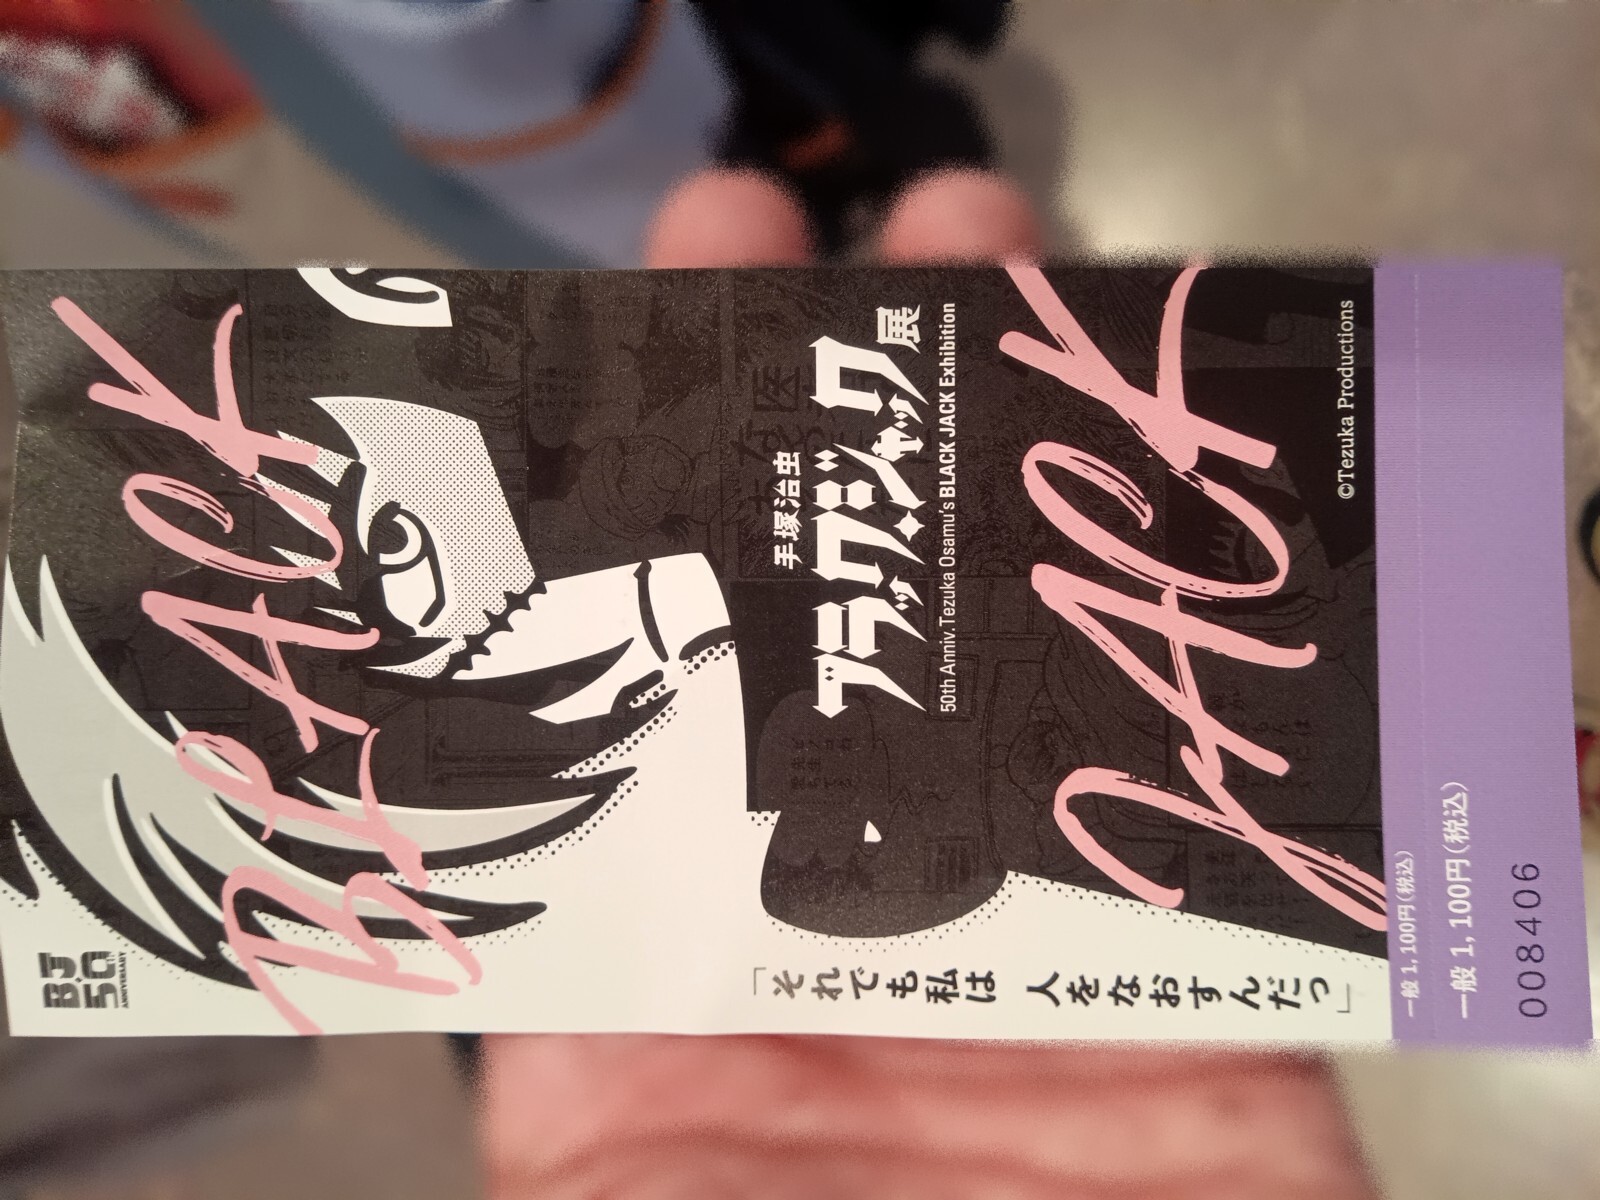 BJ
50TH
ANNIVERSARY
BLACK
JACK
手塚治虫
ブラック・ジャック展
50th Anniv. Tezuka Osamu's BLACK JACK Exhibition
「それでも私は 人をなおすんだっ」
©Tezuka Productions
一般 1,100円(税込)
一般 1,100円(税込)
008406